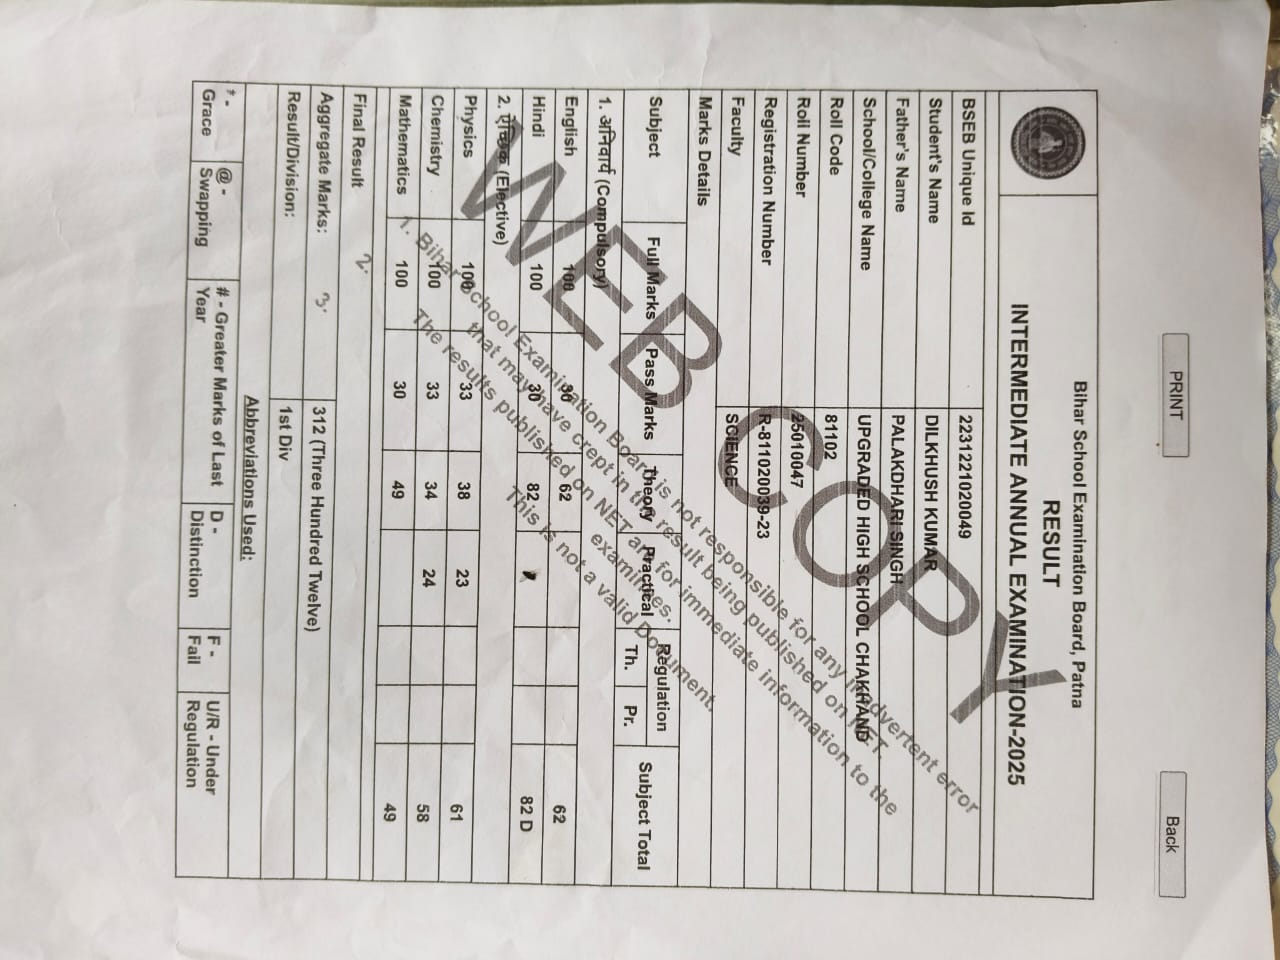 PRINT
Back
Bihar School Examination Board, Patna
RESULT
INTERMEDIATE ANNUAL EXAMINATION-2025
BSEB Unique Id 2231221020049
Student's Name DILKHUSH KUMAR
Father's Name PALAKDHARI SINGH
School/College Name UPGRADED HIGH SCHOOL CHAKHAND
Roll Code 81102
Roll Number 25010047
Registration Number R-811020039-23
Faculty SCIENCE
Marks Details
Subject Full Marks Pass Marks Theory Practical Regulation Subject Total
Th. Pr.
1. अनिवार्य (Compulsory)
English 100 30 62 62
Hindi 100 30 82 82 D
2. ऐच्छिक (Elective)
Physics 100 33 38 23 61
Chemistry 100 33 34 24 58
Mathematics 100 30 49 49
Final Result
Aggregate Marks: 312 (Three Hundred Twelve)
Result/Division: 1st Div
Abbreviations Used:
* - Grace @ - Swapping # - Greater Marks of Last Year D - Distinction F - Fail U/R - Under Regulation
WEB COPY
1. Bihar School Examination Board is not responsible for any inadvertent error
that may have crept in the result being published on NET.
2.
The results published on NET are for immediate information to the
examinees.
3.
This is not a valid Document.